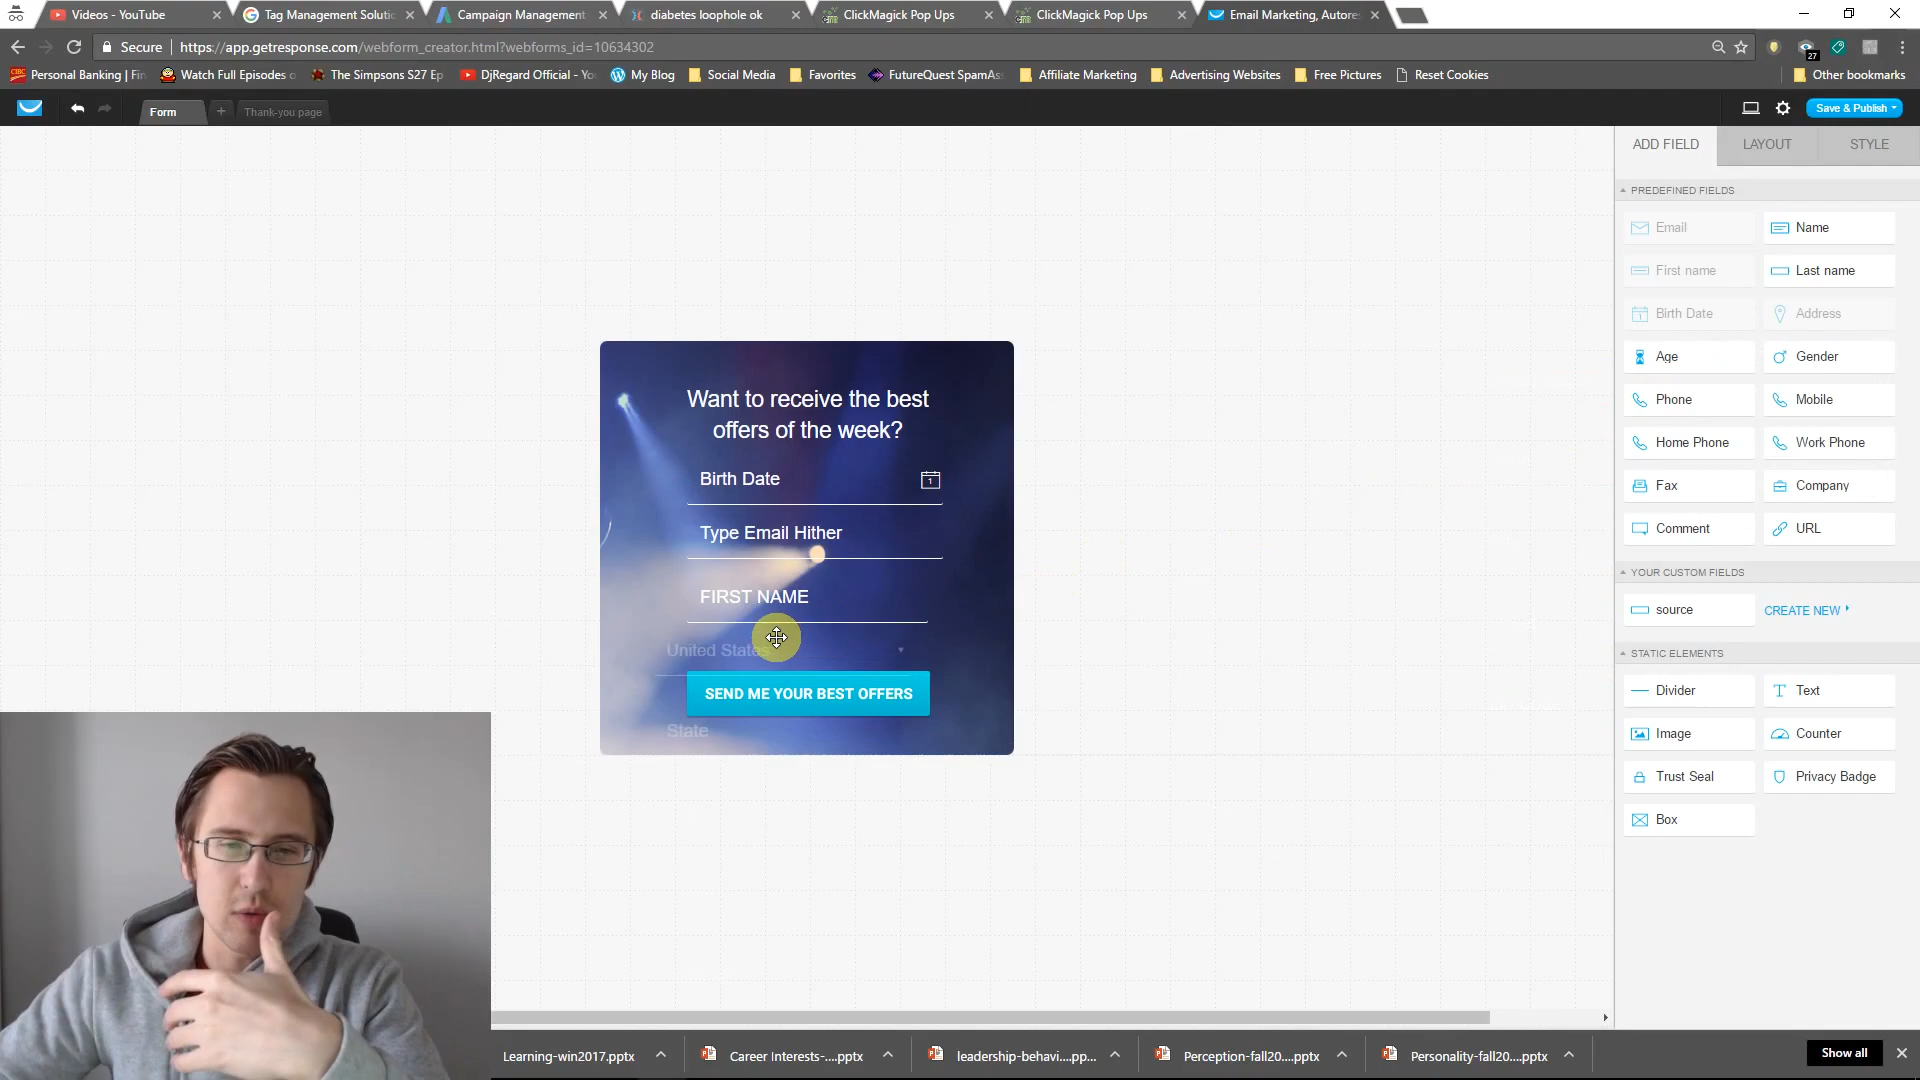 Videos - YouTube
Tag Management Solutic
Campaign Management
diabetes loophole ok
ClickMagick Pop Ups
ClickMagick Pop Ups
Email Marketing, Autores
Secure
https://app.getresponse.com/webform_creator.html?webforms_id=10634302
27
CIBC
Personal Banking | Fin
Watch Full Episodes o
The Simpsons S27 Ep
DjRegard Official - Yo
My Blog
Social Media
Favorites
FutureQuest SpamAss
Affiliate Marketing
Advertising Websites
Free Pictures
Reset Cookies
Other bookmarks
Form
+
Thank-you page
Save & Publish
ADD FIELD
LAYOUT
STYLE
PREDEFINED FIELDS
Email
Name
First name
Last name
Birth Date
Address
Age
Gender
Phone
Mobile
Home Phone
Work Phone
Fax
Company
Comment
URL
YOUR CUSTOM FIELDS
source
CREATE NEW
STATIC ELEMENTS
Divider
Text
Image
Counter
Trust Seal
Privacy Badge
Box
Want to receive the best
offers of the week?
Birth Date
1
Type Email Hither
FIRST NAME
United States
SEND ME YOUR BEST OFFERS
State
Learning-win2017.pptx
Career Interests-....pptx
leadership-behavi....pp...
Perception-fall20....pptx
Personality-fall20....pptx
Show all